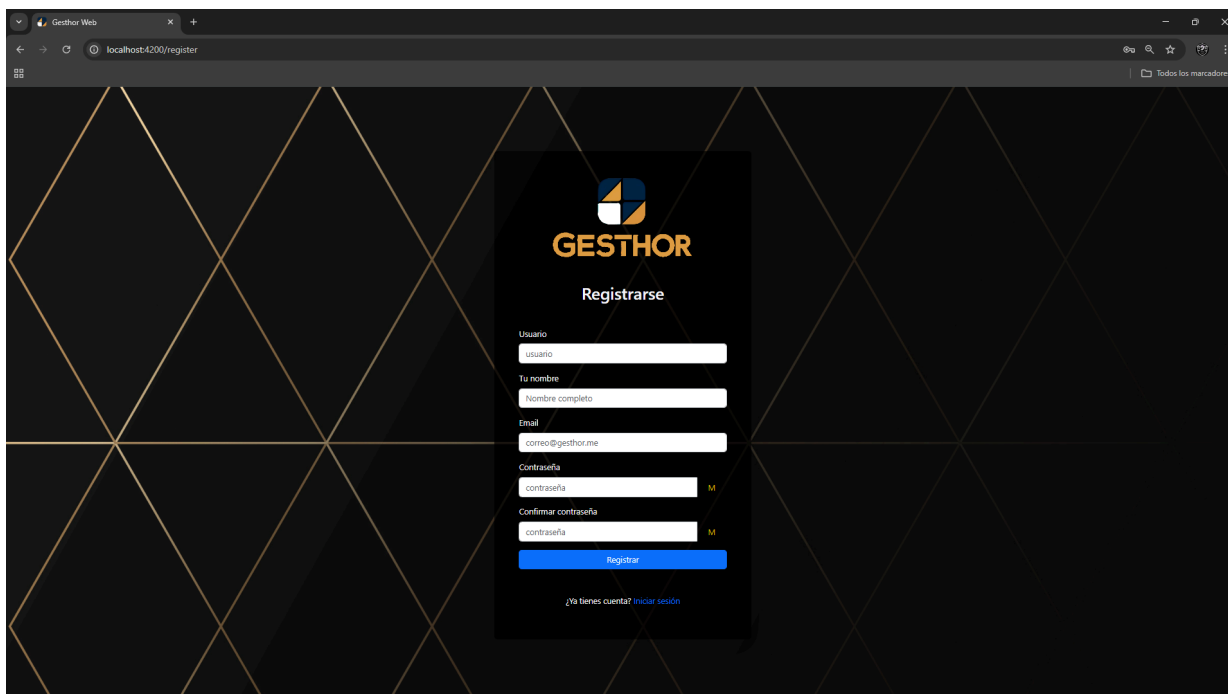 Gesthor Web
localhost:4200/register
Todos los marcadores
GESTHOR
Registrarse
Usuario
usuario
Tu nombre
Nombre completo
Email
correo@gesthor.me
Contraseña
contraseña M
Confirmar contraseña
contraseña M
Registrar
¿Ya tienes cuenta? Iniciar sesión